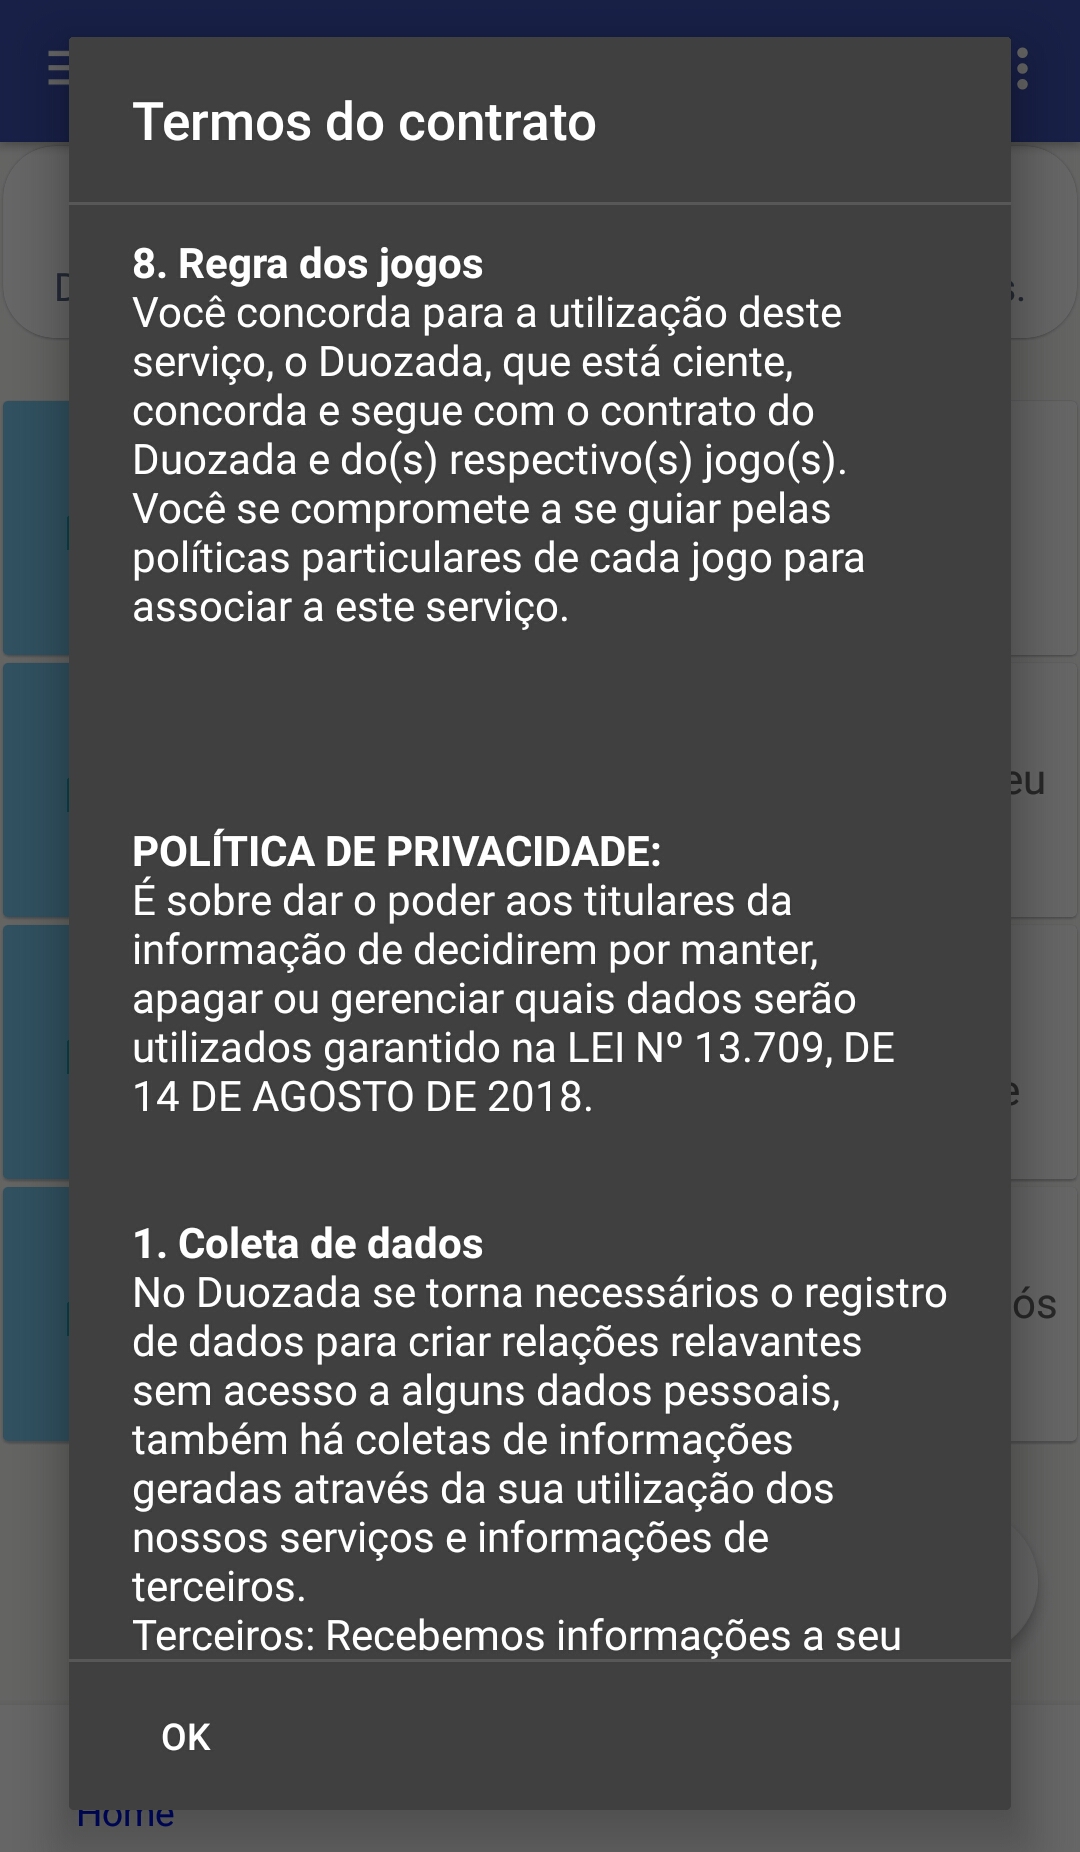 Termos do contrato
8. Regra dos jogos
Você concorda para a utilização deste
serviço, o Duozada, que está ciente,
concorda e segue com o contrato do
Duozada e do(s) respectivo(s) jogo(s).
Você se compromete a se guiar pelas
políticas particulares de cada jogo para
associar a este serviço.
POLÍTICA DE PRIVACIDADE:
É sobre dar o poder aos titulares da
informação de decidirem por manter,
apagar ou gerenciar quais dados serão
utilizados garantido na LEI Nº 13.709, DE
14 DE AGOSTO DE 2018.
1. Coleta de dados
No Duozada se torna necessários o registro
de dados para criar relações relavantes
sem acesso a alguns dados pessoais,
também há coletas de informações
geradas através da sua utilização dos
nossos serviços e informações de
terceiros.
Terceiros: Recebemos informações a seu
OK
Home